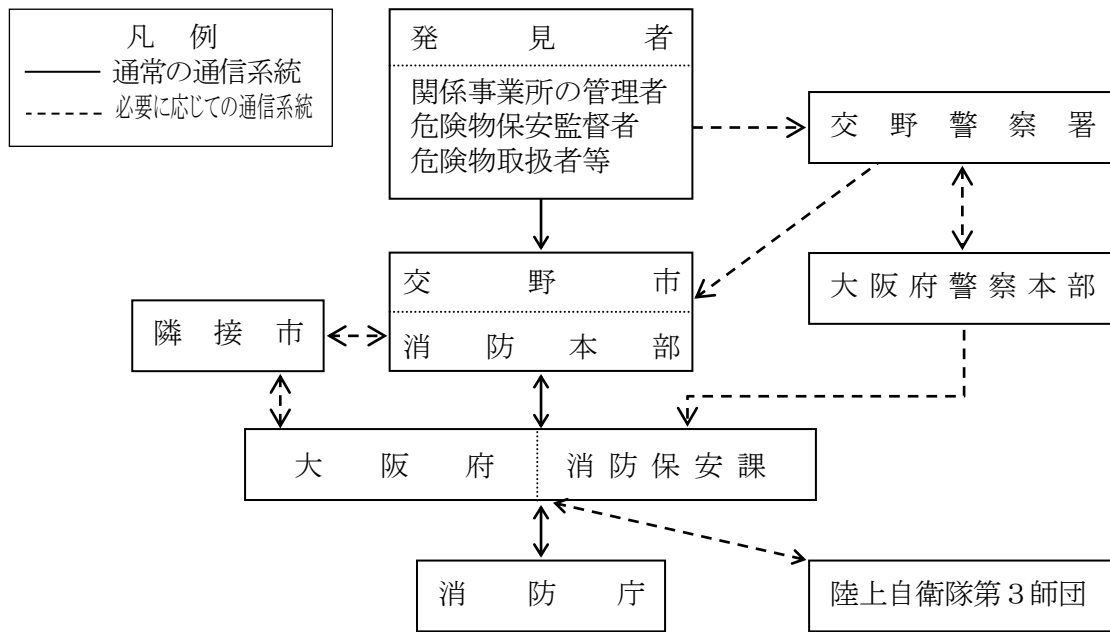 凡例
通常の通信系統
必要に応じての通信系統
発見者
関係事業所の管理者
危険物保安監督者
危険物取扱者等
交野警察署
交野市
消防本部
大阪府警察本部
隣接市
大阪府
消防保安課
消防庁
陸上自衛隊第３師団